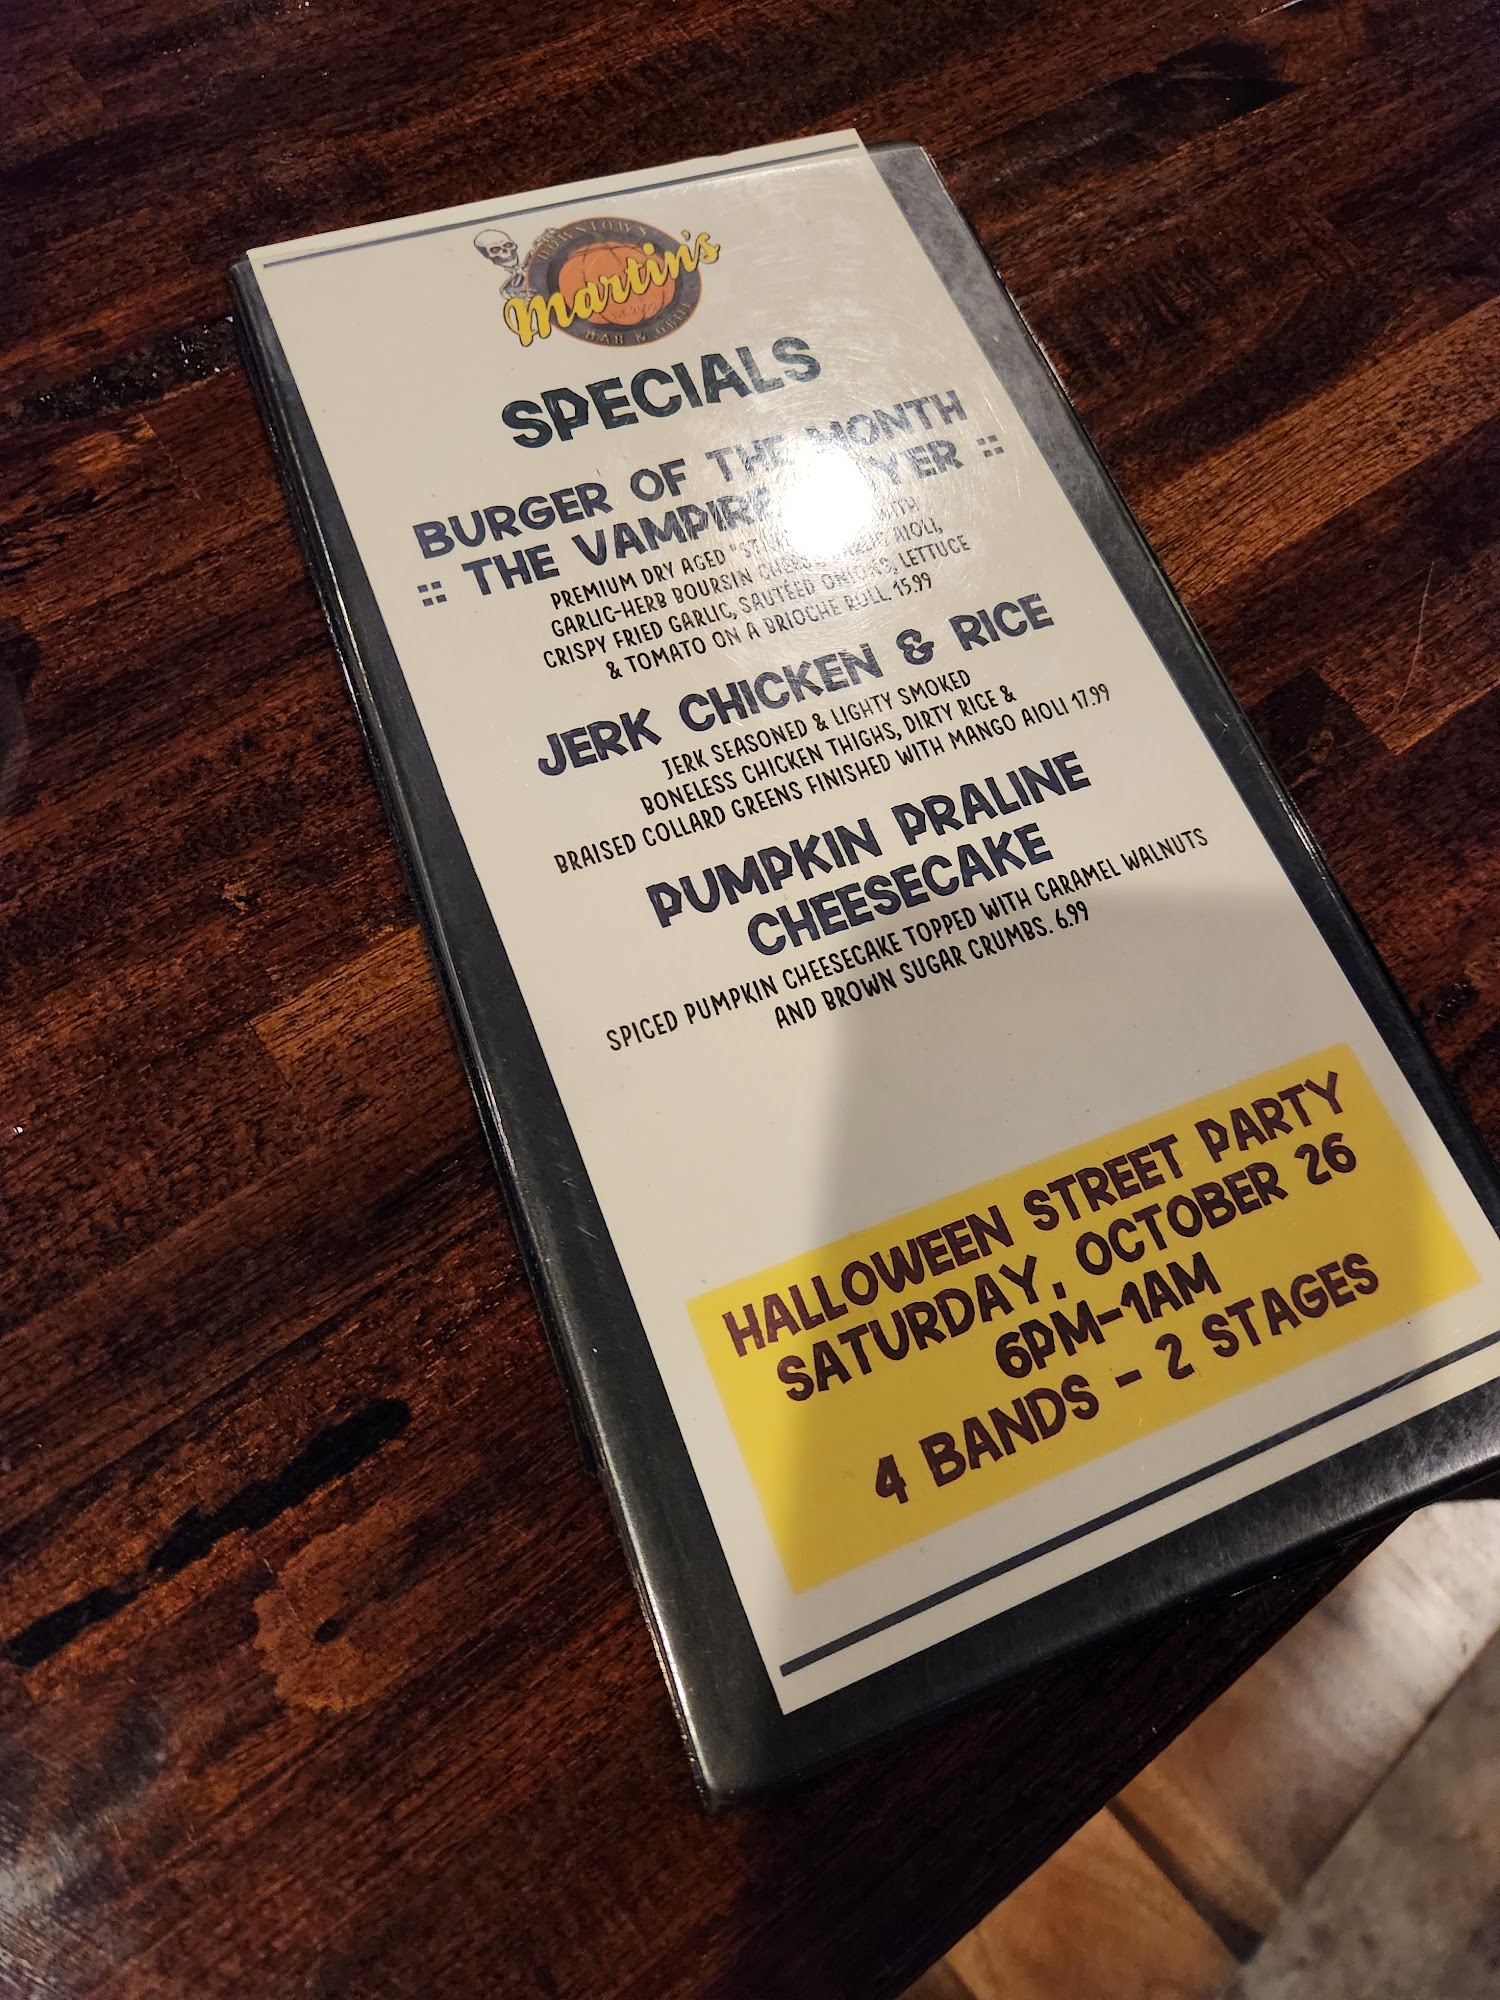 DOWNTOWN
Martin's
BAR & GRILL
SPECIALS
BURGER OF THE MONTH
:: THE VAMPIRE YER ::
PREMIUM DRY AGED WITH
GARLIC-HERB BOURSIN CHEESE, AIOLI,
CRISPY FRIED GARLIC, SAUTÉED ONIONS, LETTUCE
& TOMATO ON A BRIOCHE ROLL. 15.99
JERK CHICKEN & RICE
JERK SEASONED & LIGHTY SMOKED
BONELESS CHICKEN THIGHS, DIRTY RICE &
BRAISED COLLARD GREENS FINISHED WITH MANGO AIOLI 17.99
PUMPKIN PRALINE
CHEESECAKE
SPICED PUMPKIN CHEESECAKE TOPPED WITH CARAMEL WALNUTS
AND BROWN SUGAR CRUMBS. 6.99
HALLOWEEN STREET PARTY
SATURDAY, OCTOBER 26
6PM-1AM
4 BANDS - 2 STAGES